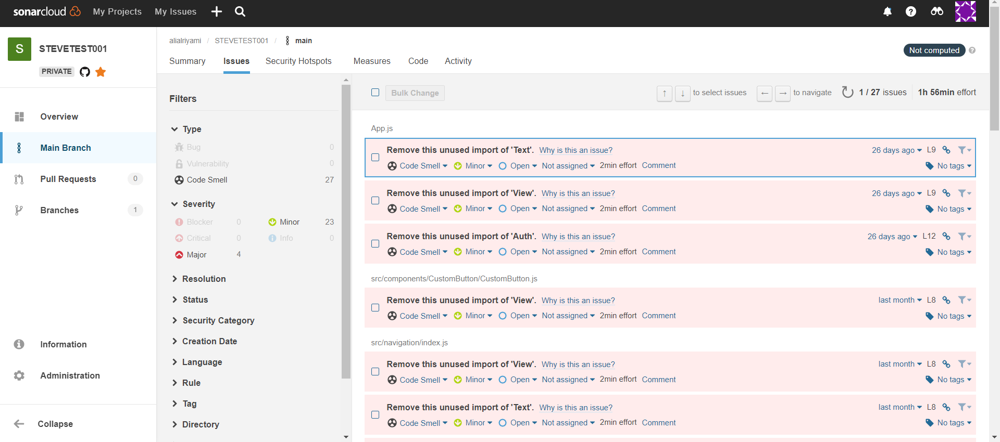 sonarcloud My Projects My Issues
S STEVETEST001
PRIVATE
Overview
Main Branch
Pull Requests 0
Branches 1
Information
Administration
Collapse
alialriyami / STEVETEST001 / main
Summary Issues Security Hotspots Measures Code Activity
Not computed
Filters
Type
Bug 0
Vulnerability 0
Code Smell 27
Severity
Blocker 0 Minor 23
Critical 0 Info 0
Major 4
Resolution
Status
Security Category
Creation Date
Language
Rule
Tag
Directory
Bulk Change ↑ ↓ to select issues ← → to navigate 1 / 27 issues 1h 56min effort
App.js
Remove this unused import of 'Text'. Why is this an issue? 26 days ago L9
Code Smell Minor Open Not assigned 2min effort Comment No tags
Remove this unused import of 'View'. Why is this an issue? 26 days ago L9
Code Smell Minor Open Not assigned 2min effort Comment No tags
Remove this unused import of 'Auth'. Why is this an issue? 26 days ago L12
Code Smell Minor Open Not assigned 2min effort Comment No tags
src/components/CustomButton/CustomButton.js
Remove this unused import of 'View'. Why is this an issue? last month L8
Code Smell Minor Open Not assigned 2min effort Comment No tags
src/navigation/index.js
Remove this unused import of 'View'. Why is this an issue? last month L8
Code Smell Minor Open Not assigned 2min effort Comment No tags
Remove this unused import of 'Text'. Why is this an issue? last month L8
Code Smell Minor Open Not assigned 2min effort Comment No tags